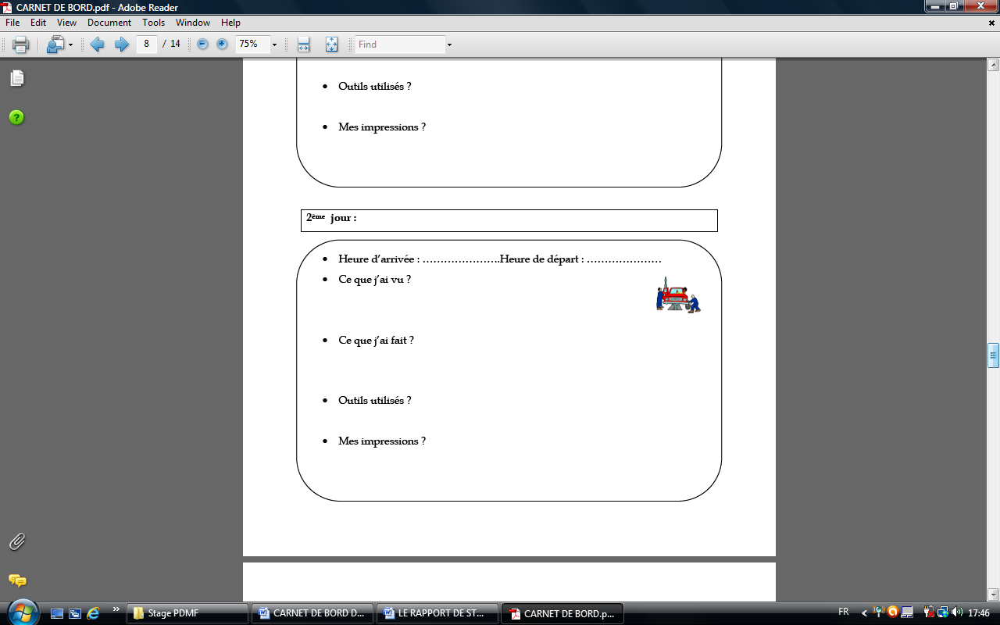 CARNET DE BORD.pdf - Adobe Reader
File Edit View Document Tools Window Help
8 / 14 75% Find
• Outils utilisés ?
• Mes impressions ?
2ème jour :
• Heure d'arrivée : ………………….Heure de départ : …………………
• Ce que j'ai vu ?
• Ce que j'ai fait ?
• Outils utilisés ?
• Mes impressions ?
Stage PDMF CARNET DE BORD D... LE RAPPORT DE ST... CARNET DE BORD.p... FR 17:46